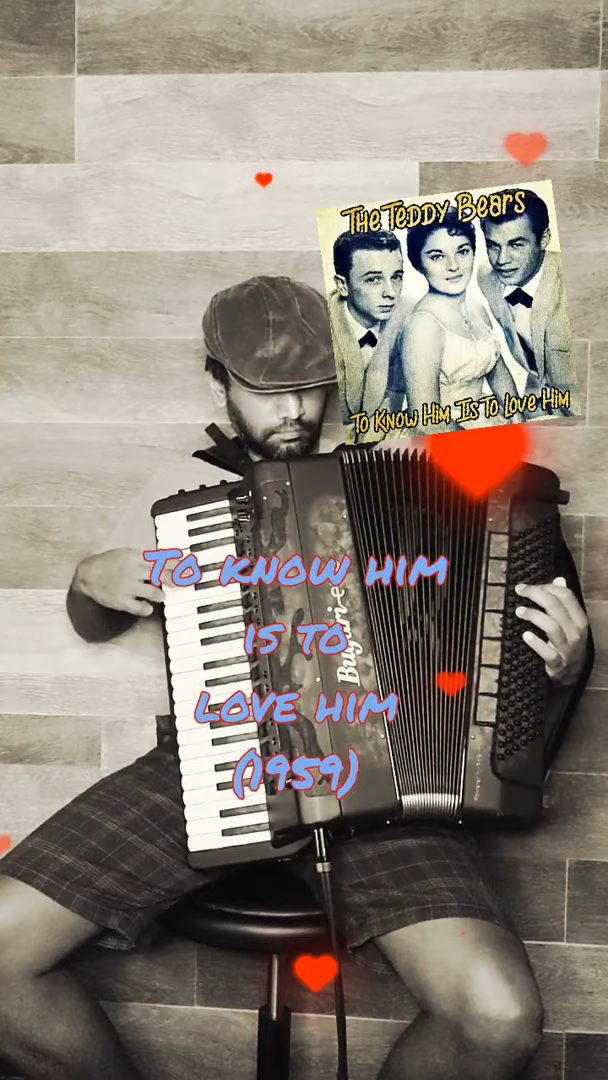 The Teddy Bears
To Know Him Is To Love Him
To know him
is to
love him
(1959)
Bugari-e